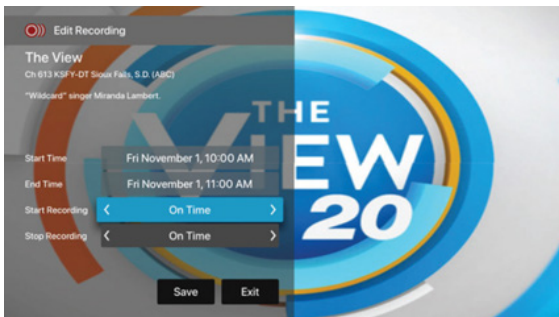 Edit Recording
The View
Ch 613 KSFY-DT Sioux Falls, S.D. (ABC)
"Wildcard" singer Miranda Lambert.
Start Time Fri November 1, 10:00 AM
End Time Fri November 1, 11:00 AM
Start Recording < On Time >
Stop Recording < On Time >
Save Exit
THE
VIEW
20